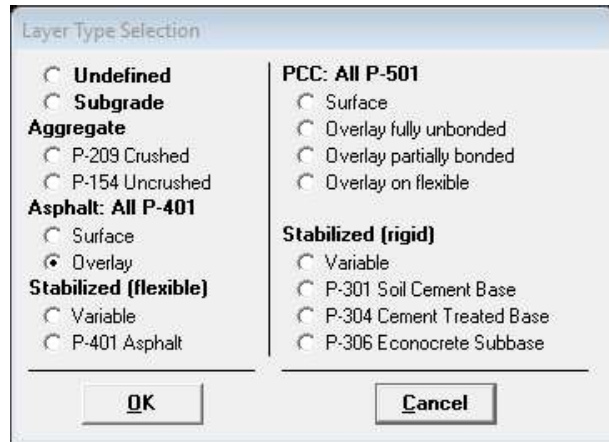 Layer Type Selection
Undefined
Subgrade
Aggregate
P-209 Crushed
P-154 Uncrushed
Asphalt: All P-401
Surface
Overlay
Stabilized (flexible)
Variable
P-401 Asphalt
PCC: All P-501
Surface
Overlay fully unbonded
Overlay partially bonded
Overlay on flexible
Stabilized (rigid)
Variable
P-301 Soil Cement Base
P-304 Cement Treated Base
P-306 Econocrete Subbase
OK
Cancel